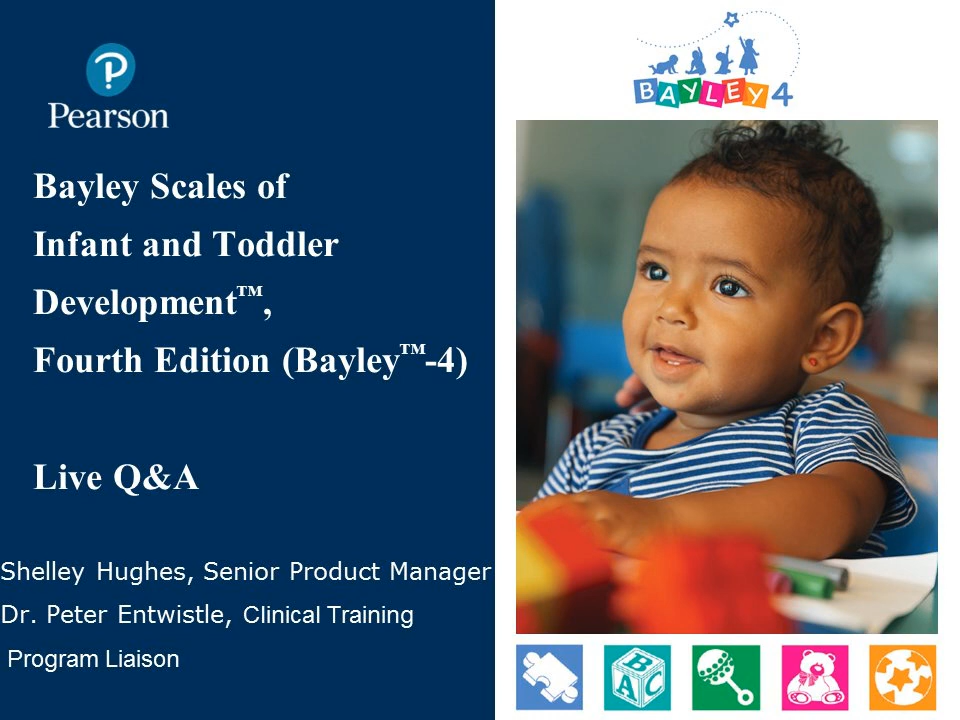 Pearson
Bayley Scales of
Infant and Toddler
Development™,
Fourth Edition (Bayley™-4)
Live Q&A
Shelley Hughes, Senior Product Manager
Dr. Peter Entwistle, Clinical Training
Program Liaison
BAYLEY4
B
A C